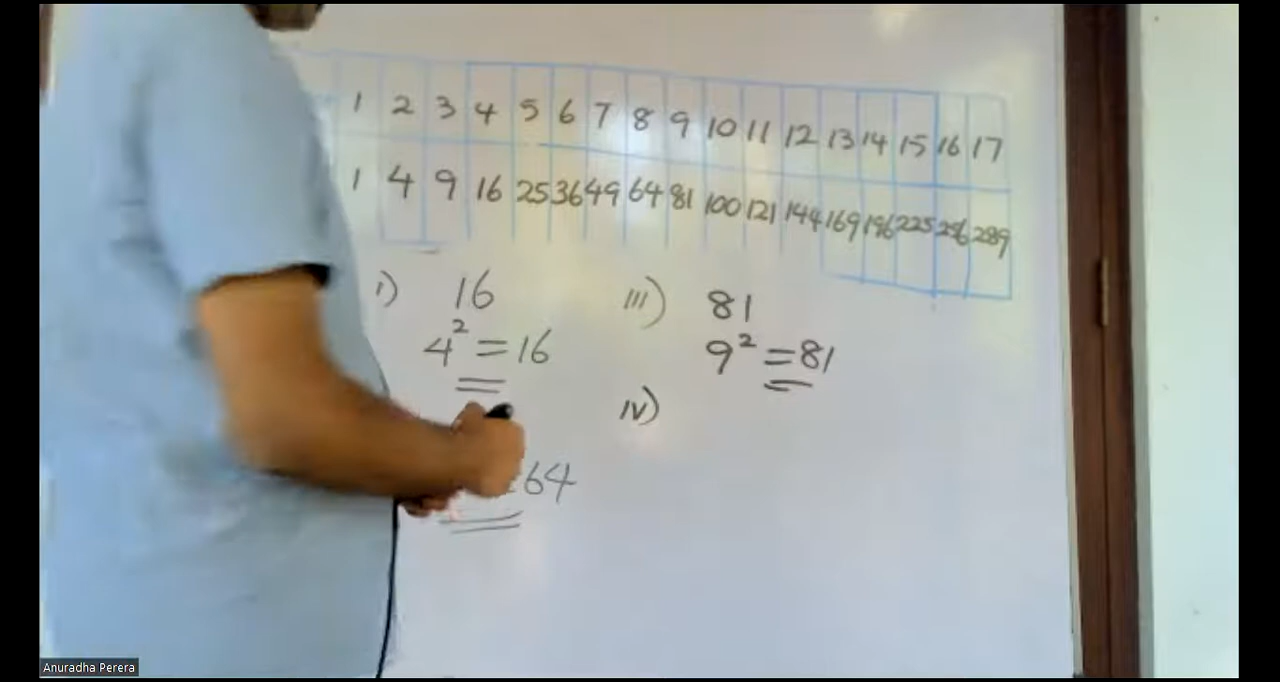 1 2 3 4 5 6 7 8 9 10 11 12 13 14 15 16 17
1 4 9 16 25 36 49 64 81 100 121 144 169 196 225 256 289
i) 16
4² = 16
=64
iii) 81
9² = 81
iv)
Anuradha Perera